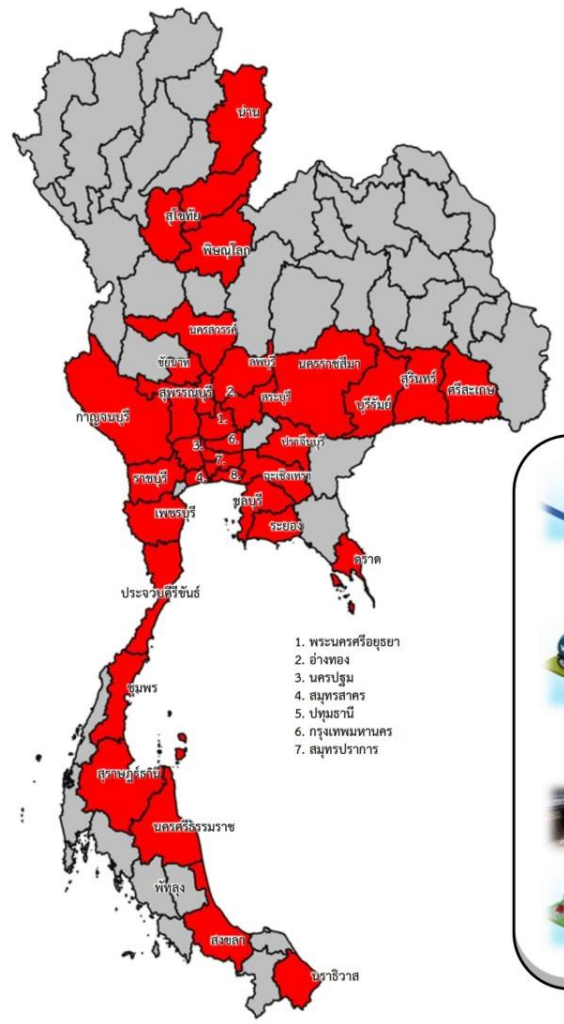 น่าน
สุโขทัย
พิษณุโลก
นครสวรรค์
ชัยนาท
ลพบุรี
นครราชสีมา
สุพรรณบุรี
2.
สระบุรี
บุรีรัมย์
สุรินทร์
ศรีสะเกษ
กาญจนบุรี
1.
6.
ปราจีนบุรี
3.
7.
ราชบุรี
4.
8.
ฉะเชิงเทรา
ชลบุรี
เพชรบุรี
ระยอง
ตราด
ประจวบคีรีขันธ์
1. พระนครศรีอยุธยา
2. อ่างทอง
3. นครปฐม
4. สมุทรสาคร
5. ปทุมธานี
6. กรุงเทพมหานคร
7. สมุทรปราการ
ชุมพร
สุราษฎร์ธานี
นครศรีธรรมราช
พัทลุง
สงขลา
นราธิวาส